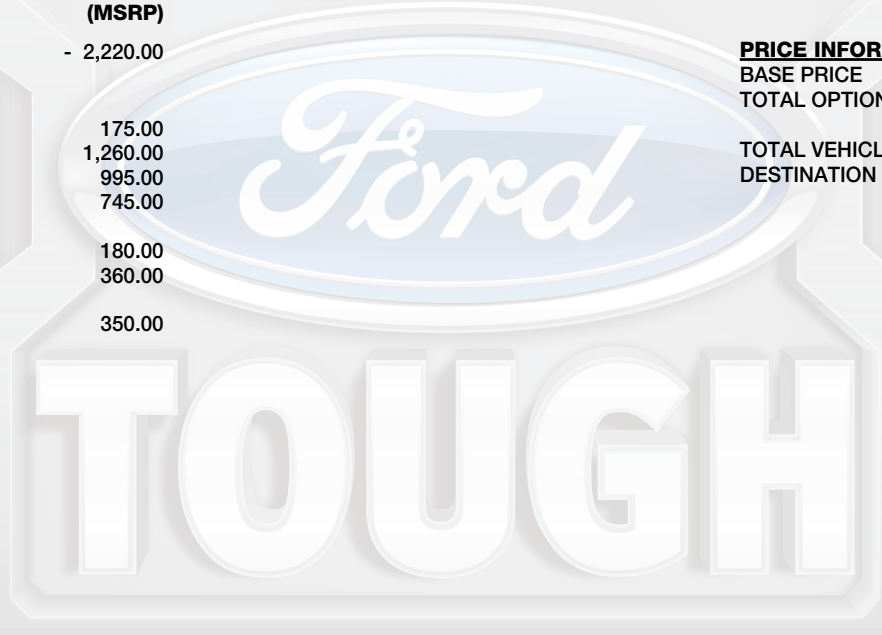 (MSRP)
- 2,220.00
175.00
1,260.00
995.00
745.00
180.00
360.00
350.00
PRICE INFOR
BASE PRICE
TOTAL OPTION
TOTAL VEHICL
DESTINATION
Ford
TOUGH